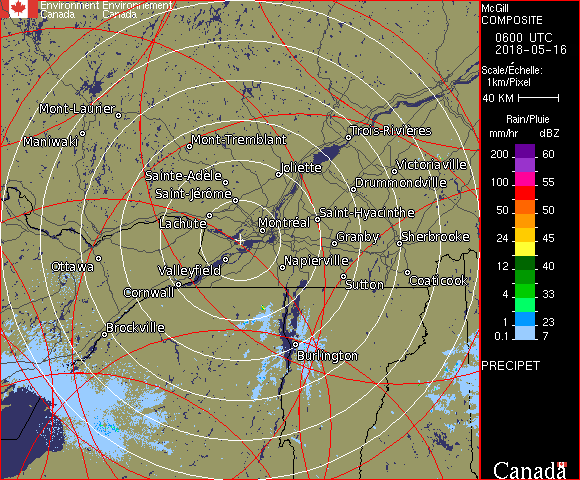 Environment Environnement
Canada Canada
McGill
COMPOSITE
0600 UTC
2018-05-16
Scale/Échelle:
1km/Pixel
40 KM
Rain/Pluie
mm/hr dBZ
200 60
100 55
50 50
24 45
12 40
4 33
1 23
0.1 7
PRECIPET
Canada
Mont-Laurier
Maniwaki
Mont-Tremblant
Trois-Rivières
Joliette
Victoriaville
Sainte-Adèle
Drummondville
Saint-Jérôme
Lachute
Montréal
Saint-Hyacinthe
Granby
Sherbrooke
Ottawa
Valleyfield
Napierville
Cornwall
Sutton
Coaticook
Brockville
Burlington